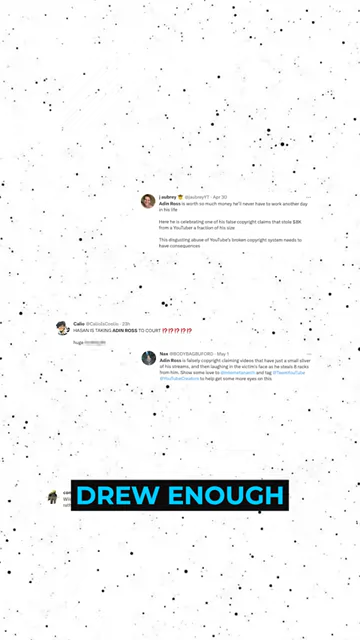 j aubrey @jaubreyYT · Apr 30
Adin Ross is worth so much money he'll never have to work another day
in his life
Here he is celebrating one of his false copyright claims that stole $8K
from a YouTuber a fraction of his size
This disgusting abuse of YouTube's broken copyright system needs to
have consequences
HASAN IS TAKING ADIN ROSS TO COURT ⁉️⁉️⁉️⁉️⁉️
huge
Nax @BODYBAGBUFORD · May 1
Adin Ross is falsely copyright claiming videos that have just a small sliver
of his streams, and then laughing in the victim's face as he steals 8 racks
from him. Show some love to and tag @TeamYouTube
@YouTubeCreators to help get some more eyes on this
DREW ENOUGH